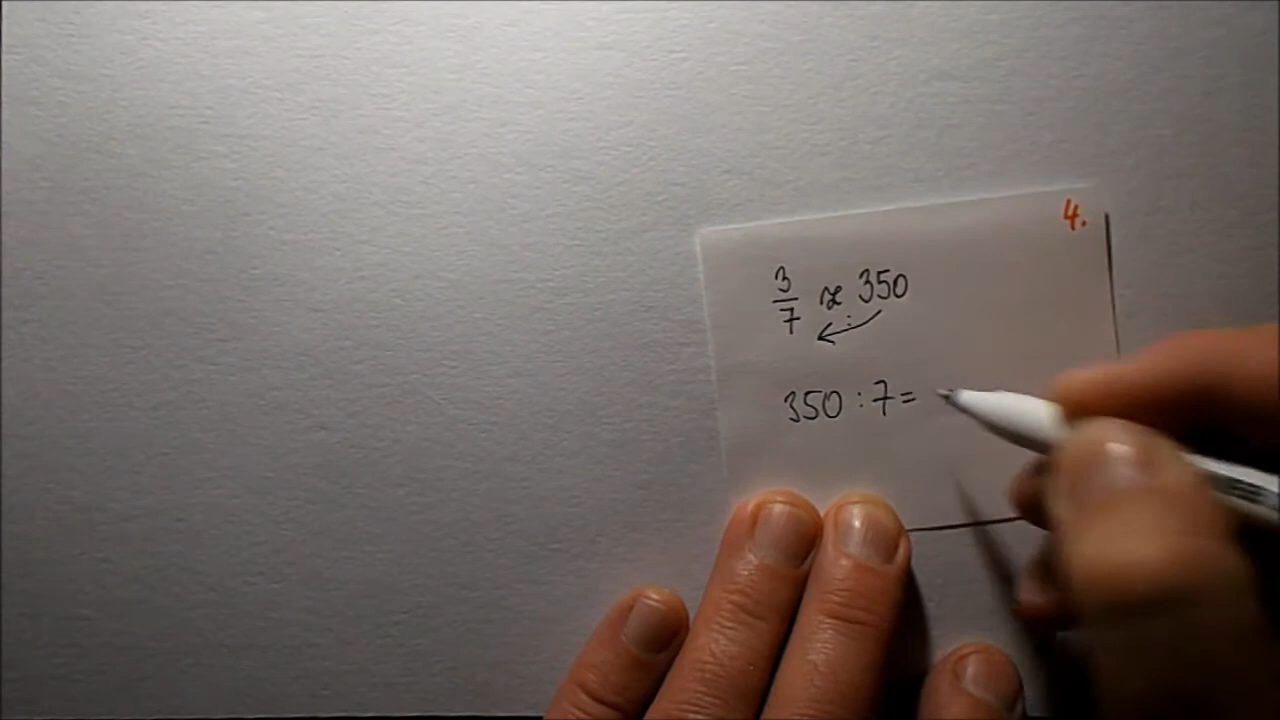 4.
3/7 z 350
:
350 : 7 =